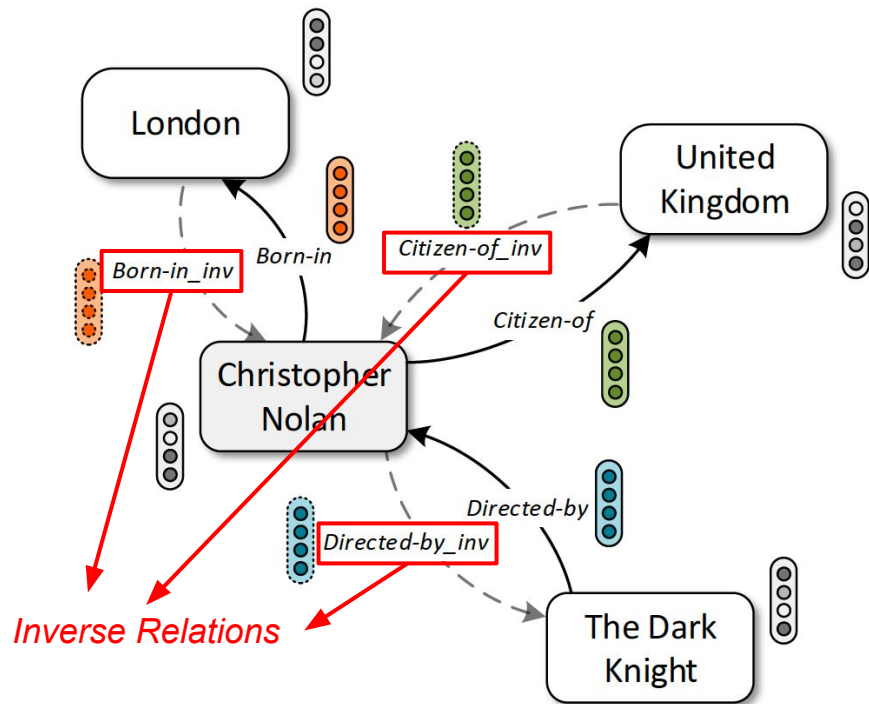 London
United
Kingdom
Born-in_inv
Born-in
Citizen-of_inv
Citizen-of
Christopher
Nolan
Directed-by
Directed-by_inv
Inverse Relations
The Dark
Knight